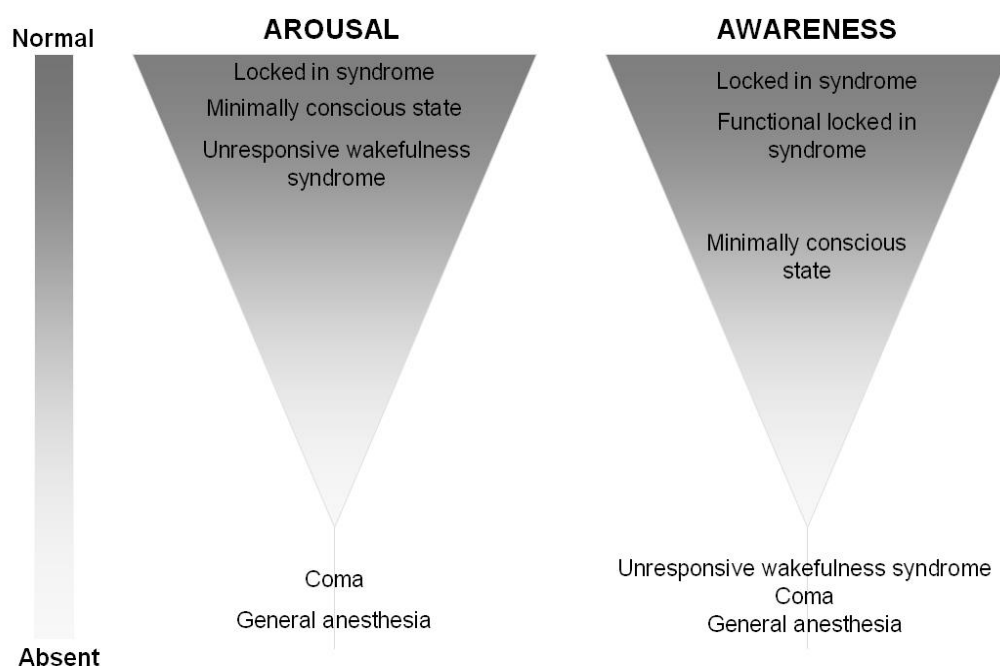 Normal
Absent
AROUSAL
Locked in syndrome
Minimally conscious state
Unresponsive wakefulness
syndrome
Coma
General anesthesia
AWARENESS
Locked in syndrome
Functional locked in
syndrome
Minimally conscious
state
Unresponsive wakefulness syndrome
Coma
General anesthesia